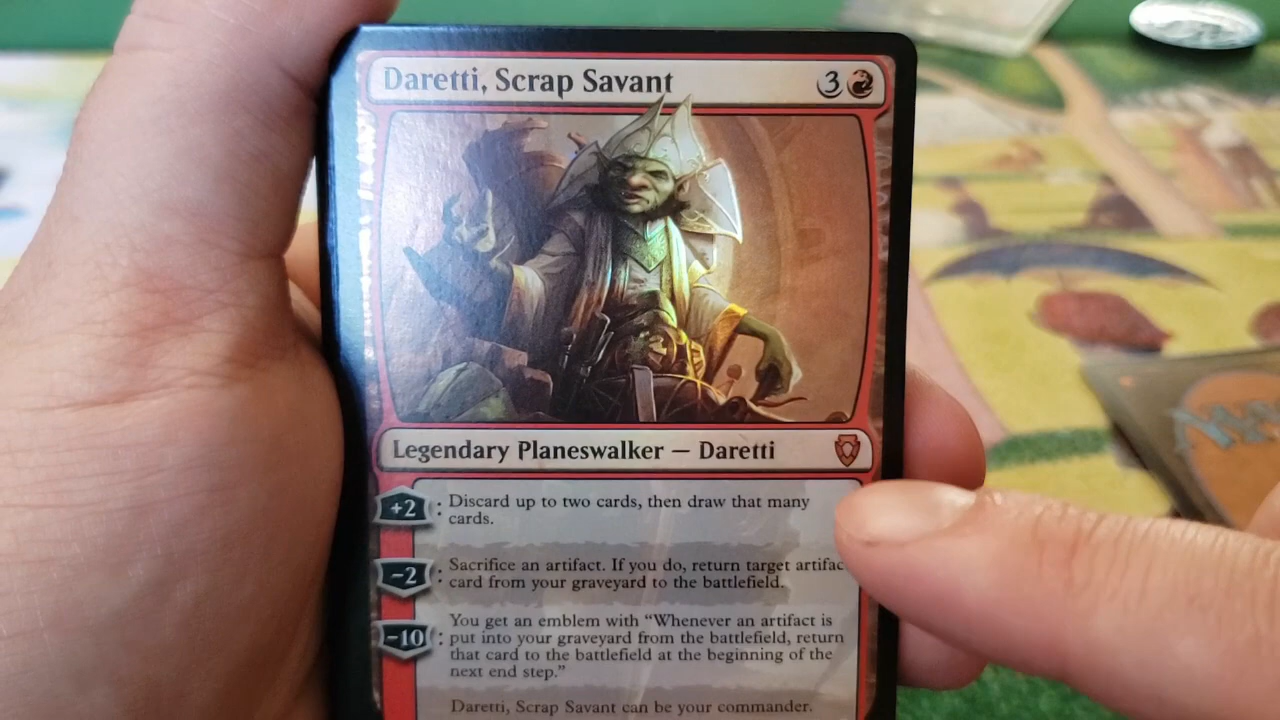 Daretti, Scrap Savant 3
Legendary Planeswalker — Daretti
+2 : Discard up to two cards, then draw that many
cards.
−2 : Sacrifice an artifact. If you do, return target artifac
card from your graveyard to the battlefield.
You get an emblem with “Whenever an artifact is
−10 : put into your graveyard from the battlefield, return
that card to the battlefield at the beginning of the
next end step.”
Daretti, Scrap Savant can be your commander.